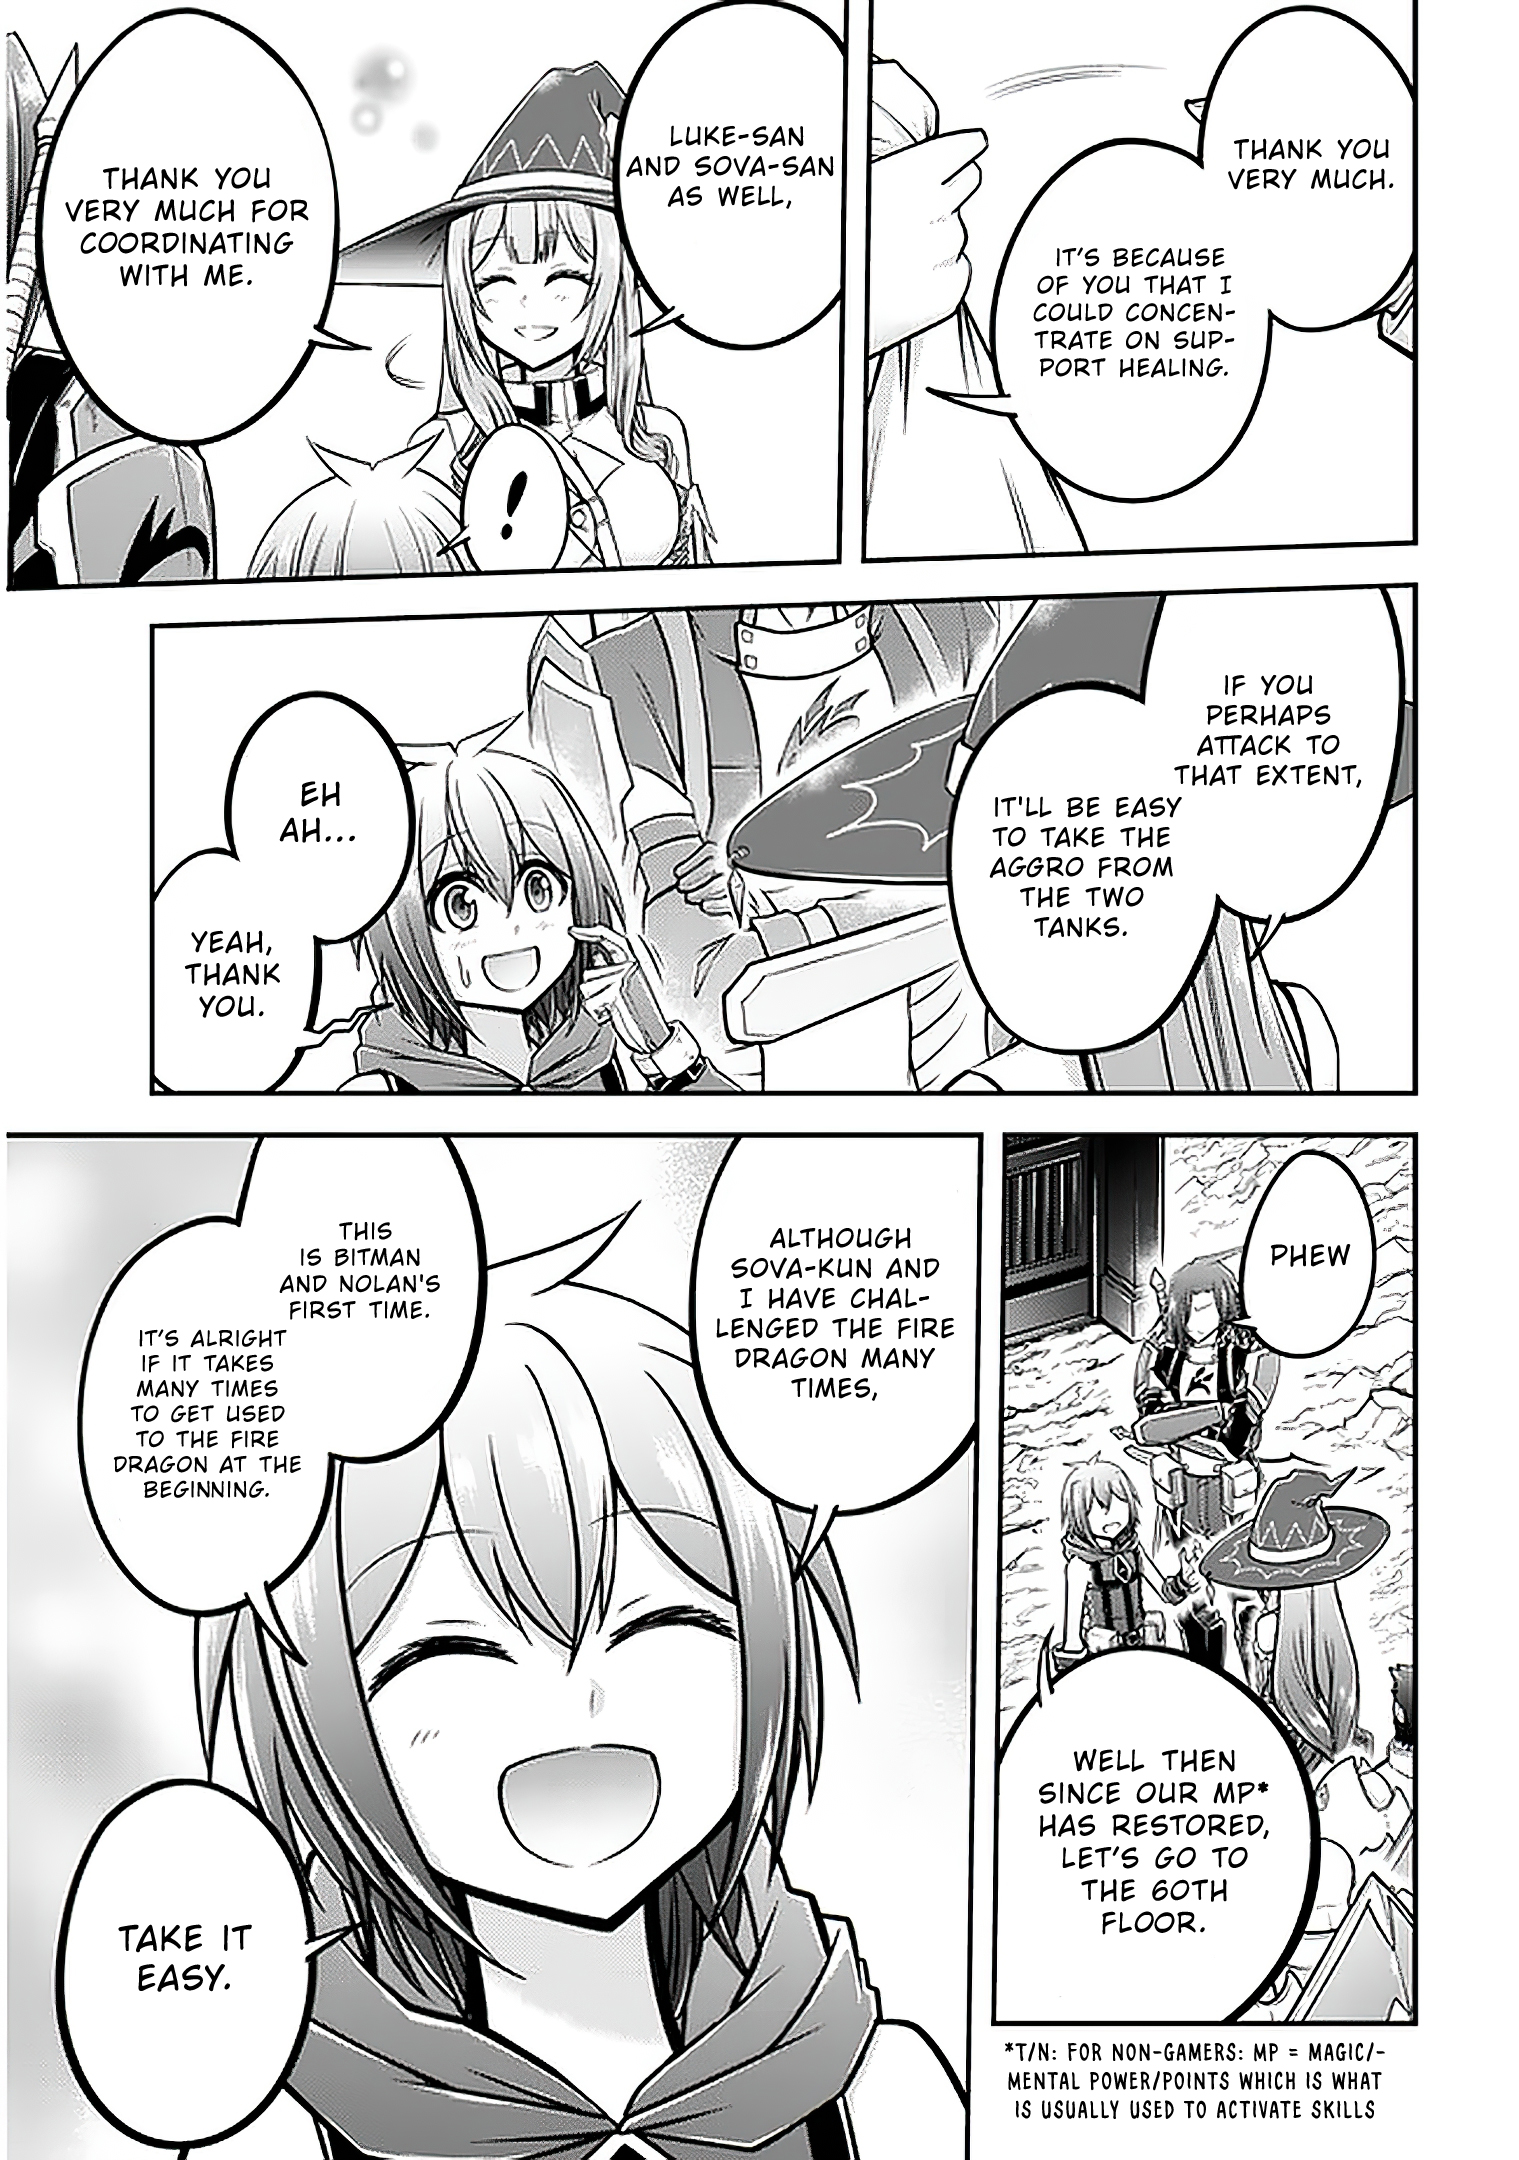 THANK YOU
VERY MUCH.
IT'S BECAUSE
OF YOU THAT I
COULD CONCEN-
TRATE ON SUP-
PORT HEALING.
LUKE-SAN
AND SOVA-SAN
AS WELL,
THANK YOU
VERY MUCH FOR
COORDINATING
WITH ME.
!
IF YOU
PERHAPS
ATTACK TO
THAT EXTENT,
IT'LL BE EASY
TO TAKE THE
AGGRO FROM
THE TWO
TANKS.
EH
AH...
YEAH,
THANK
YOU.
PHEW
WELL THEN
SINCE OUR MP*
HAS RESTORED,
LET'S GO TO
THE 60TH
FLOOR.
*T/N: FOR NON-GAMERS: MP = MAGIC/-
MENTAL POWER/POINTS WHICH IS WHAT
IS USUALLY USED TO ACTIVATE SKILLS
ALTHOUGH
SOVA-KUN AND
I HAVE CHAL-
LENGED THE FIRE
DRAGON MANY
TIMES,
THIS
IS BITMAN
AND NOLAN'S
FIRST TIME.
IT'S ALRIGHT
IF IT TAKES
MANY TIMES
TO GET USED
TO THE FIRE
DRAGON AT THE
BEGINNING.
TAKE IT
EASY.